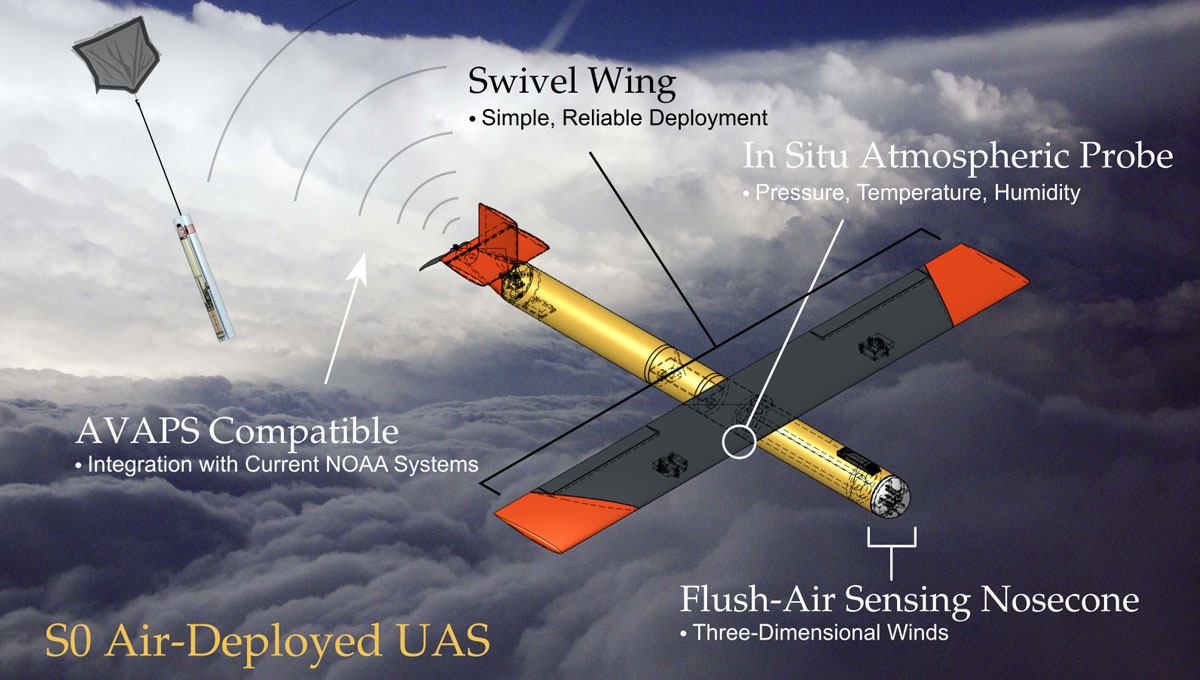 Swivel Wing
• Simple, Reliable Deployment
In Situ Atmospheric Probe
• Pressure, Temperature, Humidity
AVAPS Compatible
• Integration with Current NOAA Systems
Flush-Air Sensing Nosecone
• Three-Dimensional Winds
S0 Air-Deployed UAS